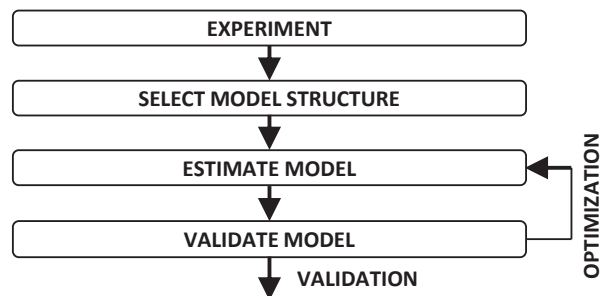 EXPERIMENT
SELECT MODEL STRUCTURE
ESTIMATE MODEL
VALIDATE MODEL
VALIDATION
OPTIMIZATION